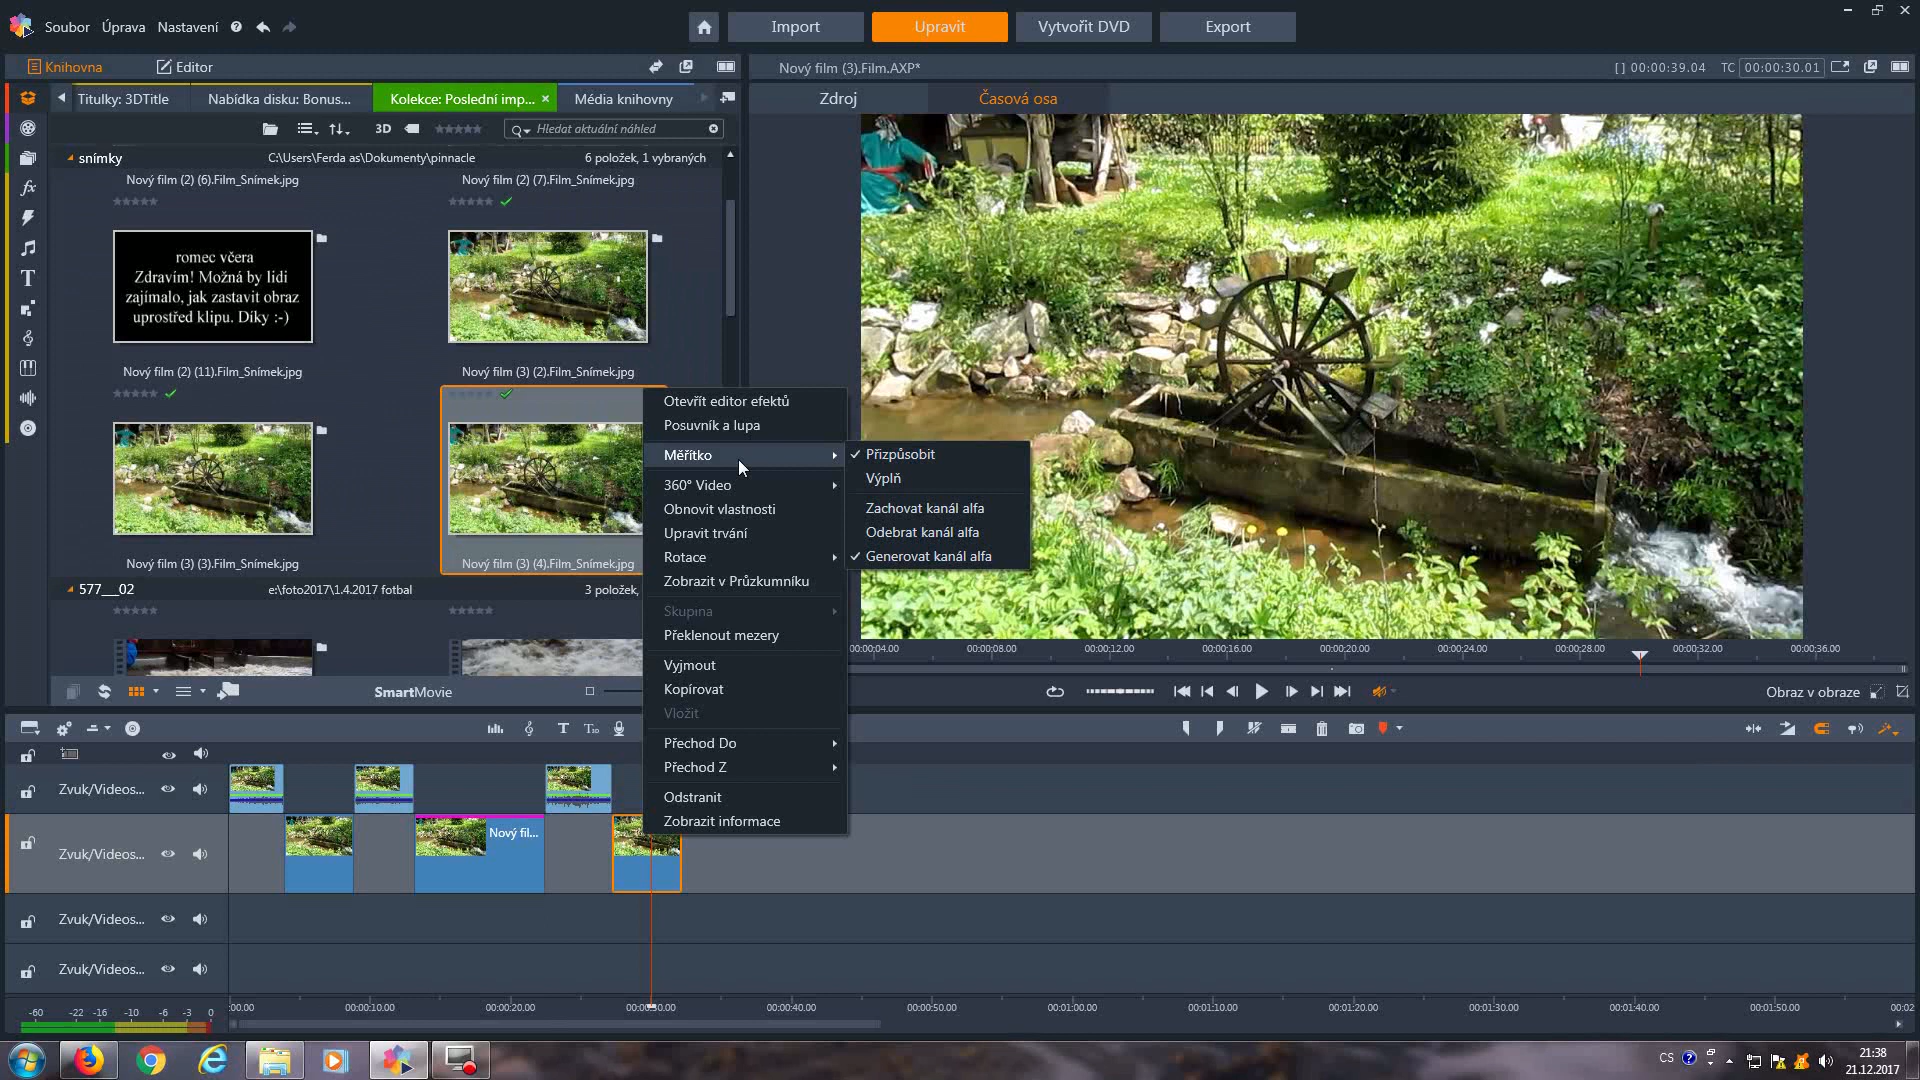 Soubor Úprava Nastavení
Import Upravit Vytvořit DVD Export
Knihovna Editor
Nový film (3).Film.AXP*
[ ] 00:00:39.04 TC 00:00:30.01
Titulky: 3DTitle Nabídka disku: Bonus... Kolekce: Poslední imp... × Média knihovny
Zdroj Časová osa
3D Hledat aktuální náhled
snímky C:\Users\Ferda as\Dokumenty\pinnacle 6 položek, 1 vybraných
Nový film (2) (6).Film_Snímek.jpg Nový film (2) (7).Film_Snímek.jpg
romec včera
Zdravím! Možná by lidi
zajímalo, jak zastavit obraz
uprostřed klipu. Díky :-)
Nový film (2) (11).Film_Snímek.jpg Nový film (3) (2).Film_Snímek.jpg
Nový film (3) (3).Film_Snímek.jpg Nový film (3) (4).Film_Snímek.jpg
577___02 e:\foto2017\1.4.2017 fotbal 3 položek,
Otevřít editor efektů
Posuvník a lupa
Měřítko
360° Video
Obnovit vlastnosti
Upravit trvání
Rotace
Zobrazit v Průzkumníku
Skupina
Překlenout mezery
Vyjmout
Kopírovat
Vložit
Přechod Do
Přechod Z
Odstranit
Zobrazit informace
Přizpůsobit
Výplň
Zachovat kanál alfa
Odebrat kanál alfa
Generovat kanál alfa
00:00:04.00 00:00:08.00 00:00:12.00 00:00:16.00 00:00:20.00 00:00:24.00 00:00:28.00 00:00:32.00 00:00:36.00
SmartMovie
Obraz v obraze
Zvuk/Videos...
Zvuk/Videos...
Nový fil...
Zvuk/Videos...
Zvuk/Videos...
-60 -22 -16 -10 -6 -3 0
:00.00 00:00:10.00 00:00:20.00 00:00:30.00 00:00:40.00 00:00:50.00 00:01:00.00 00:01:10.00 00:01:20.00 00:01:30.00 00:01:40.00 00:01:50.00 00:02
CS
21:38
21.12.2017